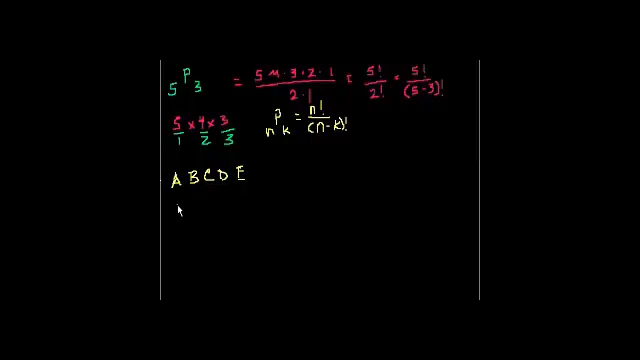 5P3 = 5·4·3·2·1 / 2·1 = 5! / 2! = 5! / (5-3)!
5/1 × 4/2 × 3/3 nPk = n! / (n-k)!
A B C D E